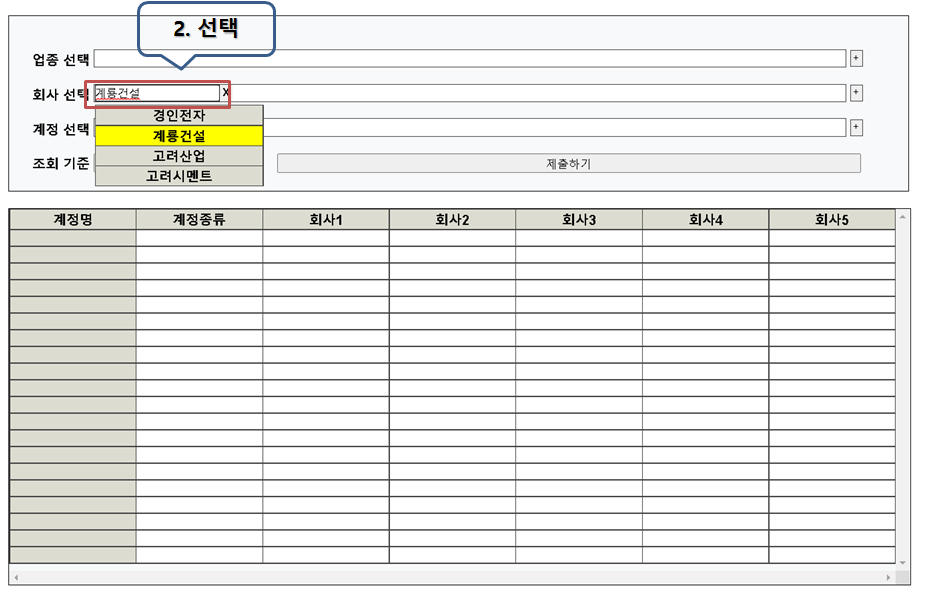 2. 선택
업종 선택 +
회사 선택 계룡건설 X +
경인전자
계정 선택 +
계룡건설
고려산업
조회 기준 제출하기
고려시멘트
계정명 계정종류 회사1 회사2 회사3 회사4 회사5